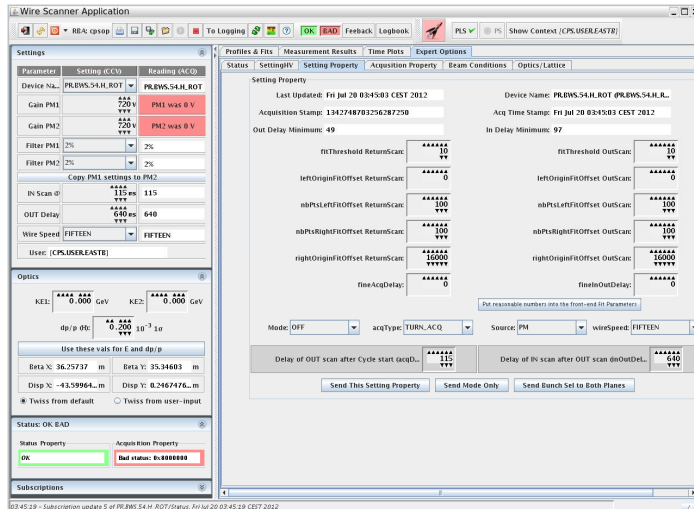 Wire Scanner Application
RBA: cpsop
To Logging
OK BAD Feeback Logbook
PLS
PS
Show Context [CPS.USER.EASTB]
Settings
Parameter Setting (CCV) Reading (ACQ)
Device Na... PR.BWS.54.H_ROT PR.BWS.54.H_ROT
Gain PM1 720 v PM1 was 0 V
Gain PM2 720 v PM2 was 0 V
Filter PM1 2% 2%
Filter PM2 2% 2%
Copy PM1 settings to PM2
IN Scan @ 115 ms 115
OUT Delay 640 ms 640
Wire Speed FIFTEEN FIFTEEN
User: [CPS.USER.EASTB]
Optics
KE1: 0.000 GeV KE2: 0.000 GeV
dp/p (H): 0.200 10⁻³ 1σ
Use these vals for E and dp/p
Beta X: 36.25737 m Beta Y: 35.34603 m
Disp X: -43.59964... m Disp Y: 0.2467476... m
Twiss from default Twiss from user-input
Status: OK BAD
Status Property Acquisition Property
OK Bad status: 0x8000000
Subscriptions
Profiles & Fits Measurement Results Time Plots Expert Options
Status SettingHV Setting Property Acquisition Property Beam Conditions Optics/Lattice
Setting Property
Last Updated: Fri Jul 20 03:45:03 CEST 2012 Device Name: PR.BWS.54.H_ROT (PR.BWS.54.H_R...
Acquisition Stamp: 1342748703256287250 Acq Time Stamp: Fri Jul 20 03:45:03 CEST 2012
Out Delay Minimum: 49 In Delay Minimum: 97
fitThreshold ReturnScan: 10 fitThreshold OutScan: 10
leftOriginFitOffset ReturnScan: 0 leftOriginFitOffset OutScan: 0
nbPtsLeftFitOffset ReturnScan: 100 nbPtsLeftFitOffset OutScan: 100
nbPtsRightFitOffset ReturnScan: 100 nbPtsRightFitOffset OutScan: 100
rightOriginFitOffset ReturnScan: 16000 rightOriginFitOffset OutScan: 16000
fineAcqDelay: 0 fineInOutDelay: 0
Put reasonable numbers into the front-end Fit Parameters
Mode: OFF acqType: TURN_ACQ Source: PM wireSpeed: FIFTEEN
Delay of OUT scan after Cycle start (acqD... 115 Delay of IN scan after OUT scan (inOutDel... 640
Send This Setting Property Send Mode Only Send Bunch Sel to Both Planes
03:45:19 - Subscription update 5 of PR.BWS.54.H_ROT/Status, Fri Jul 20 03:45:19 CEST 2012